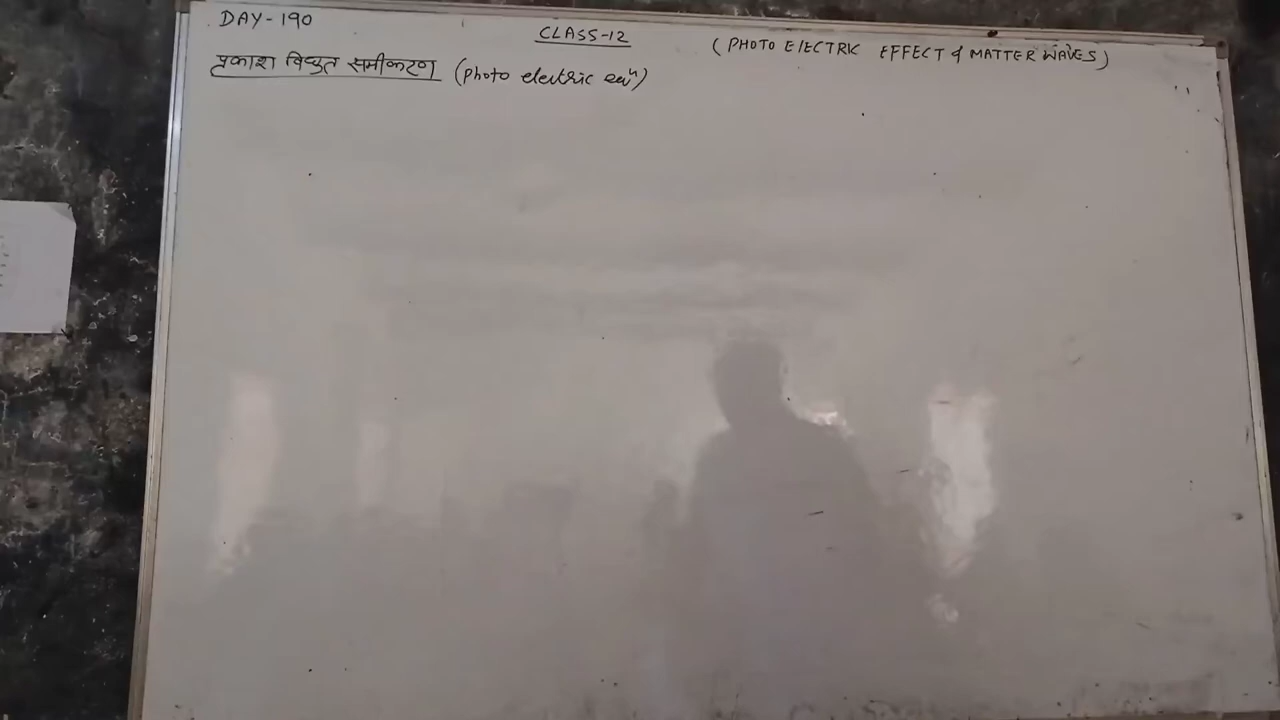 DAY-190
CLASS-12
(PHOTO ELECTRIC EFFECT & MATTER WAVES)
प्रकाश विद्युत समीकरण (photo electric eqⁿ)